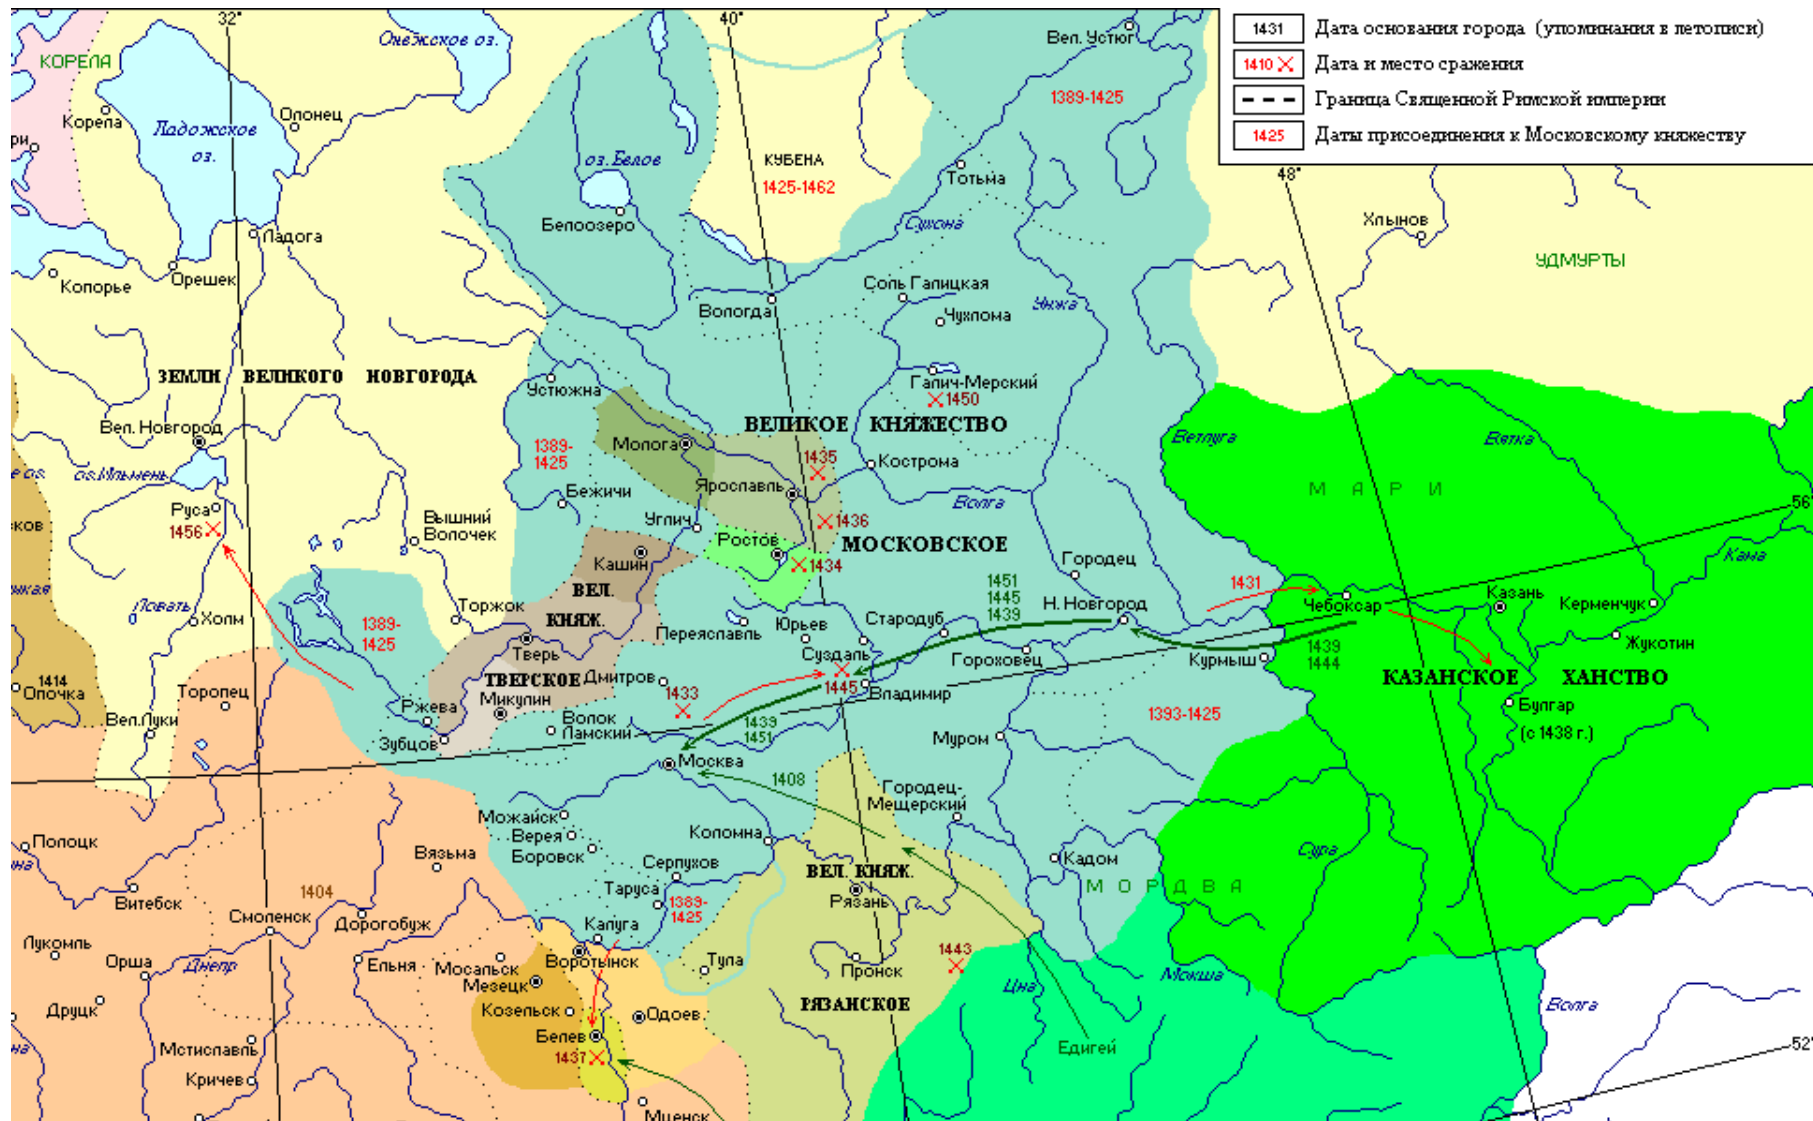 32°
40°
Онежское оз.
Вел. Устюг
1431 Дата основания города (упоминания в летописи)
1410 Дата и место сражения
Граница Священной Римской империи
1425 Даты присоединения к Московскому княжеству
КОРЕЛА
Корела
Олонец
Ладожское
оз.
ри
1389-1425
оз. Белое
КУБЕНА
1425-1462
Тотьма
48°
Хлынов
Белоозеро
Сухона
Ладога
УДМУРТЫ
Копорье
Орешек
Соль Галицкая
Вологда
Унжа
Чухлома
ЗЕМЛИ ВЕЛИКОГО НОВГОРОДА
Устюжна
Галич-Мерский
1450
ВЕЛИКОЕ КНЯЖЕСТВО
Вел. Новгород
Молога
1389-
1425
1435
Кострома
Ветлуга
Вятка
е оз.
оз.Ильмень
Ярославль
МАРИ
Бежичи
Волга
56°
Руса
1456
Углич
1436
сков
Вышний
Волочек
Ростов
МОСКОВСКОЕ
Кама
Кашин
1434
Городец
1451
1445
1439
1431
ВЕЛ.
КНЯЖ.
Чебоксар
Казань
Керменчук
Ловать
Холм
Торжок
1389-
1425
Переяславль
Юрьев
Стародуб
Н. Новгород
Тверь
Суздаль
Гороховец
Курмыш
1439
1444
Жукотин
1414
Опочка
Торопец
ТВЕРСКОЕ
Дмитров
1433
1445
Владимир
КАЗАНСКОЕ ХАНСТВО
Микулин
Ржева
Вел.Луки
Волок
Ламский
1439
1451
1393-1425
Булгар
(с 1438 г.)
Зубцов
Муром
Москва
1408
Городец-
Мещерский
Можайск
Верея
Боровск
Коломна
Полоцк
Вязьма
Серпухов
Кадом
Сура
на
ВЕЛ. КНЯЖ.
МОРДВА
Витебск
1404
Таруса
1389-
1425
Рязань
Смоленск
Дорогобуж
Калуга
Лукомль
Воротынск
1443
Орша
Днепр
Ельня
Мосальск
Мезецк
Тула
Пронск
Цна
Мокша
Друцк
Козельск
Одоев
РЯЗАНСКОЕ
Волга
Белев
Едигей
52°
Мстиславль
1437
Кричев
Мценск